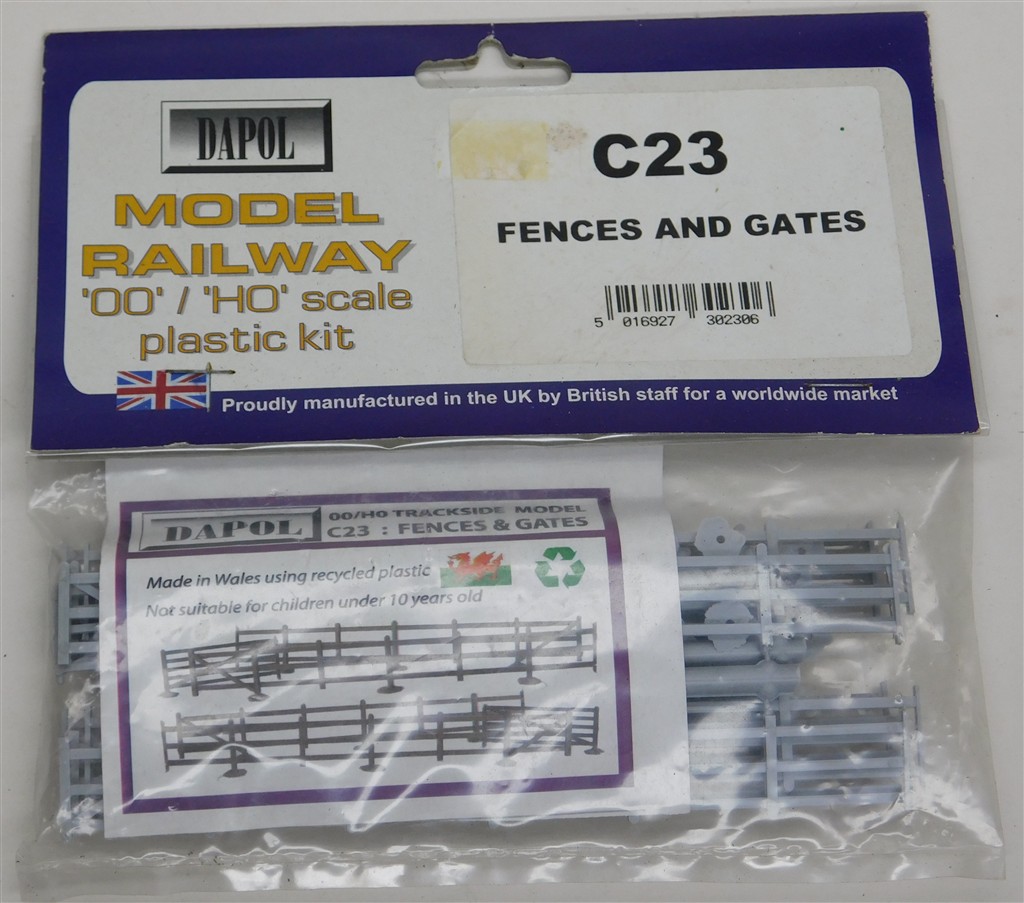 DAPOL
MODEL
RAILWAY
'OO' / 'HO' scale
plastic kit
C23
FENCES AND GATES
5 016927 302306
Proudly manufactured in the UK by British staff for a worldwide market
DAPOL
00/H0 TRACKSIDE MODEL
C23 : FENCES & GATES
Made in Wales using recycled plastic
Not suitable for children under 10 years old